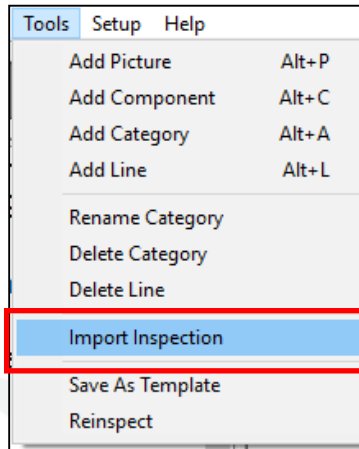 Tools Setup Help
Add Picture Alt+P
Add Component Alt+C
Add Category Alt+A
Add Line Alt+L
Rename Category
Delete Category
Delete Line
Import Inspection
Save As Template
Reinspect